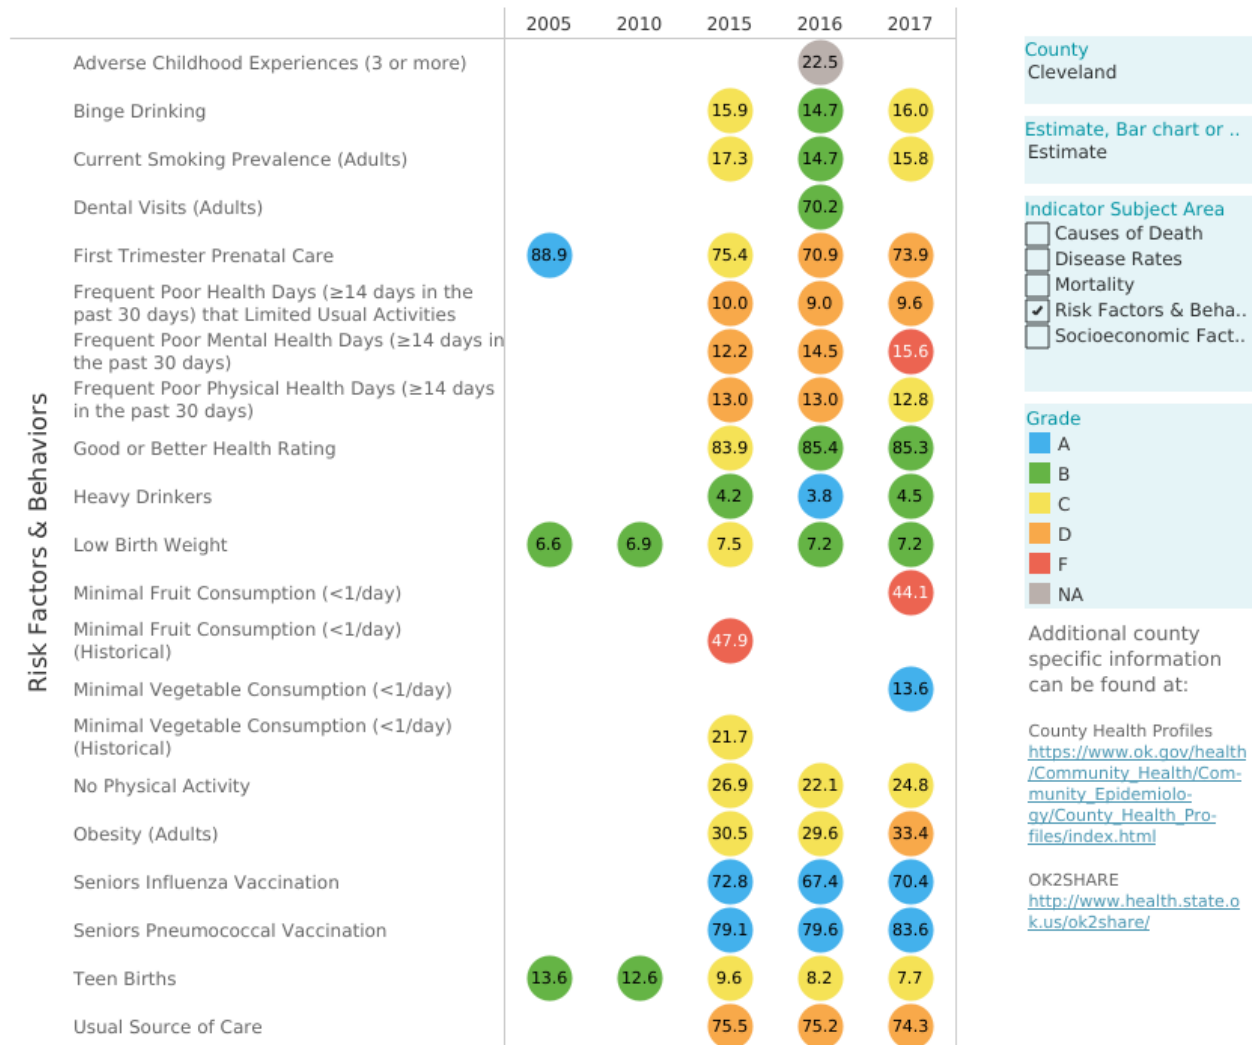 2005 2010 2015 2016 2017
Adverse Childhood Experiences (3 or more) 22.5
Binge Drinking 15.9 14.7 16.0
Current Smoking Prevalence (Adults) 17.3 14.7 15.8
Dental Visits (Adults) 70.2
First Trimester Prenatal Care 88.9 75.4 70.9 73.9
Frequent Poor Health Days (≥14 days in the
past 30 days) that Limited Usual Activities 10.0 9.0 9.6
Frequent Poor Mental Health Days (≥14 days in
the past 30 days) 12.2 14.5 15.6
Frequent Poor Physical Health Days (≥14 days
in the past 30 days) 13.0 13.0 12.8
Good or Better Health Rating 83.9 85.4 85.3
Heavy Drinkers 4.2 3.8 4.5
Low Birth Weight 6.6 6.9 7.5 7.2 7.2
Minimal Fruit Consumption (<1/day) 44.1
Minimal Fruit Consumption (<1/day)
(Historical) 47.9
Minimal Vegetable Consumption (<1/day) 13.6
Minimal Vegetable Consumption (<1/day)
(Historical) 21.7
No Physical Activity 26.9 22.1 24.8
Obesity (Adults) 30.5 29.6 33.4
Seniors Influenza Vaccination 72.8 67.4 70.4
Seniors Pneumococcal Vaccination 79.1 79.6 83.6
Teen Births 13.6 12.6 9.6 8.2 7.7
Usual Source of Care 75.5 75.2 74.3
Risk Factors & Behaviors
County
Cleveland
Estimate, Bar chart or ..
Estimate
Indicator Subject Area
Causes of Death
Disease Rates
Mortality
Risk Factors & Beha..
Socioeconomic Fact..
Grade
A
B
C
D
F
NA
Additional county
specific information
can be found at:
County Health Profiles
https://www.ok.gov/health
/Community_Health/Com-
munity_Epidemiolo-
gy/County_Health_Pro-
files/index.html
OK2SHARE
http://www.health.state.o
k.us/ok2share/